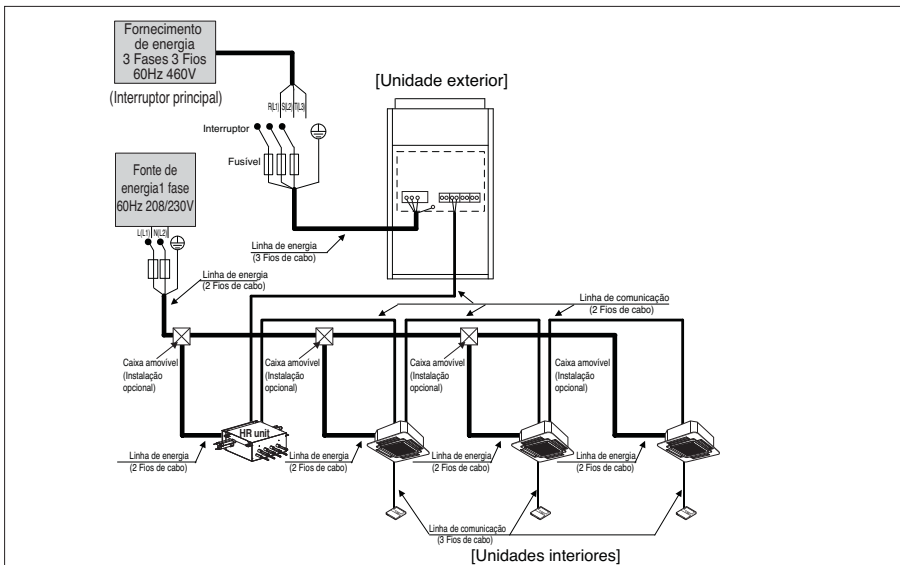 Fornecimento
de energia
3 Fases 3 Fios
60Hz 460V
(Interruptor principal)
[Unidade exterior]
R(L1) S(L2) T(L3)
Interruptor
Fusível
Fonte de
energia1 fase
60Hz 208/230V
L(L1) N(L2)
Linha de energia
(3 Fios de cabo)
Linha de energia
(2 Fios de cabo)
Linha de comunicação
(2 Fios de cabo)
Caixa amovível
(Instalação
opcional)
Caixa amovível
(Instalação
opcional)
Caixa amovível
(Instalação
opcional)
Caixa amovível
(Instalação
opcional)
HR unit
Linha de energia
(2 Fios de cabo)
Linha de energia
(2 Fios de cabo)
Linha de energia
(2 Fios de cabo)
Linha de energia
(2 Fios de cabo)
Linha de comunicação
(3 Fios de cabo)
[Unidades interiores]